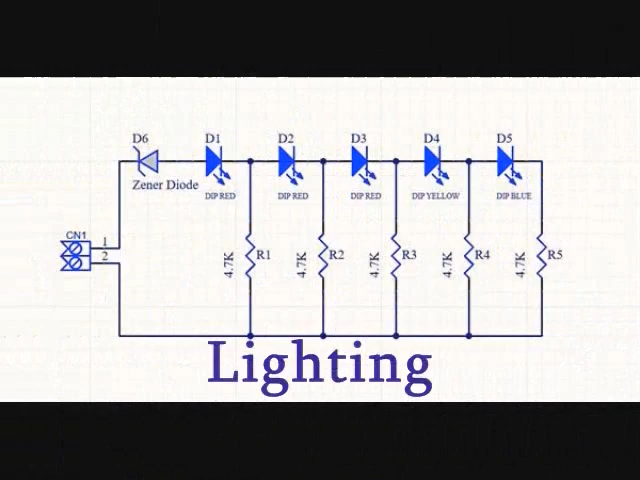 D6 D1 D2 D3 D4 D5
Zener Diode DIP RED DIP RED DIP RED DIP YELLOW DIP BLUE
CN1
1
2
4.7K R1 4.7K R2 4.7K R3 4.7K R4 4.7K R5
Lighting